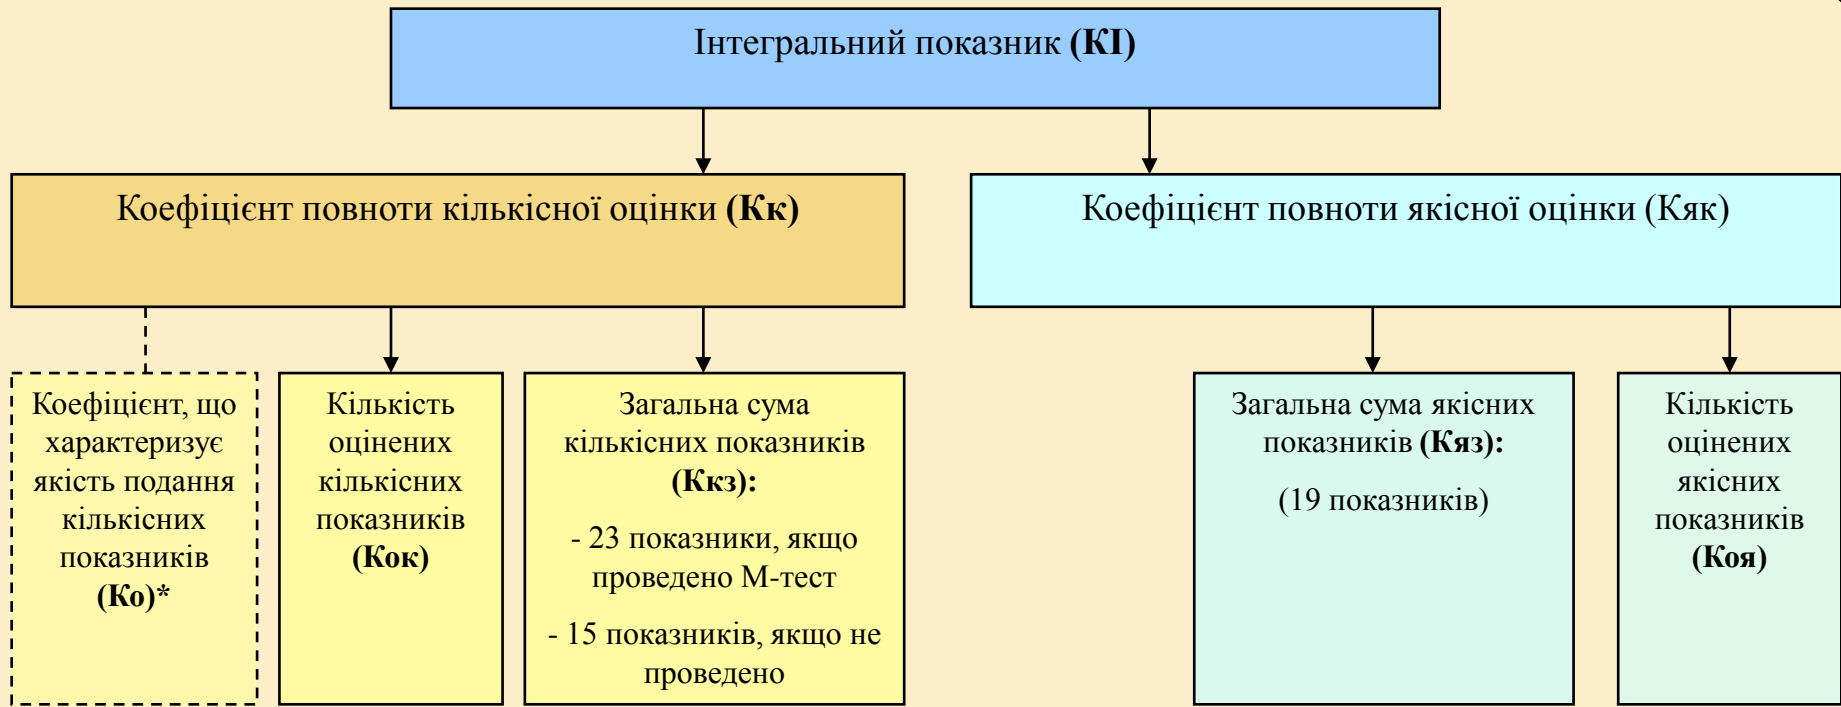 Інтегральний показник (КІ)
Коефіцієнт повноти кількісної оцінки (Кк)
Коефіцієнт повноти якісної оцінки (Кяк)
Коефіцієнт, що
характеризує
якість подання
кількісних
показників
(Ко)*
Кількість
оцінених
кількісних
показників
(Кок)
Загальна сума
кількісних показників
(Ккз):
- 23 показники, якщо
проведено М-тест
- 15 показників, якщо не
проведено
Загальна сума якісних
показників (Кяз):
(19 показників)
Кількість
оцінених
якісних
показників
(Коя)